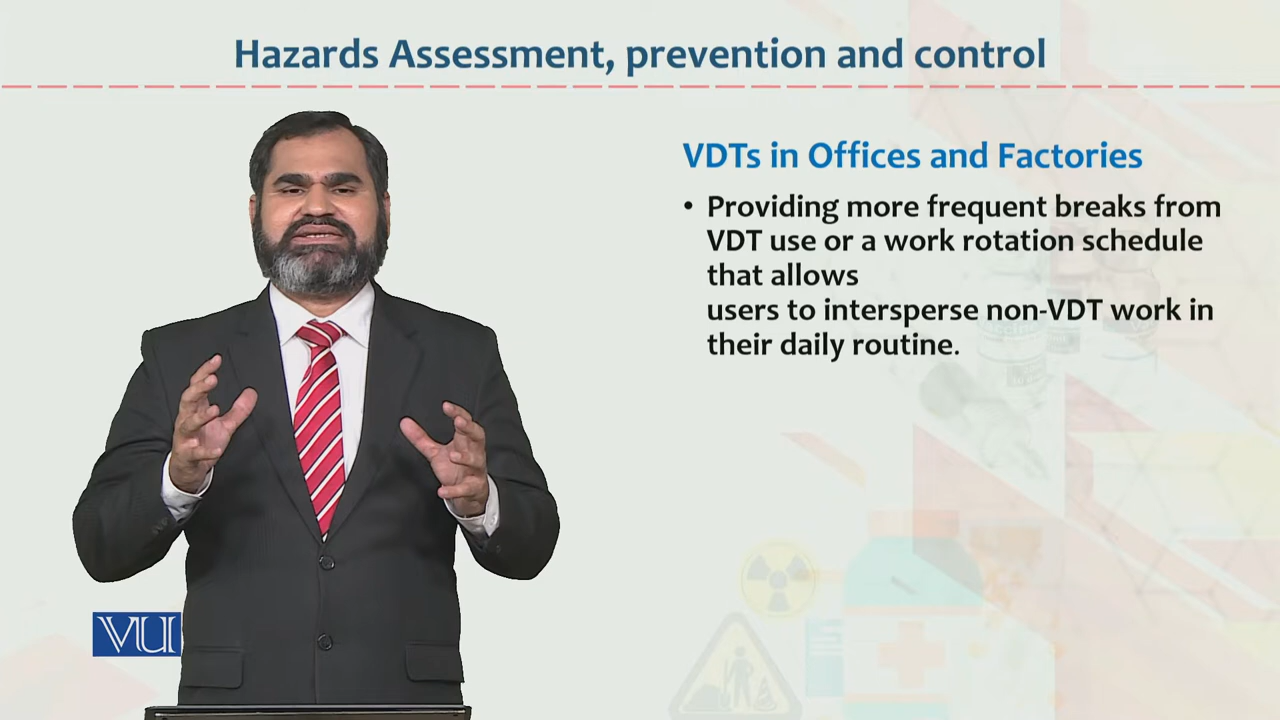 Hazards Assessment, prevention and control
VDTs in Offices and Factories
• Providing more frequent breaks from
VDT use or a work rotation schedule
that allows
users to intersperse non-VDT work in
their daily routine.
VU